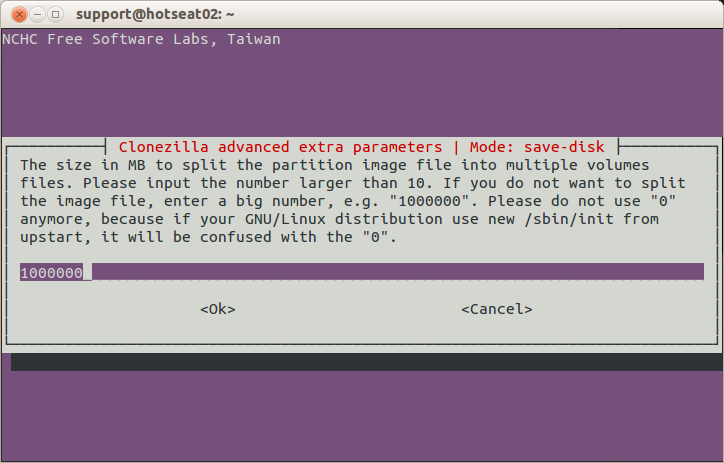 support@hotseat02: ~
NCHC Free Software Labs, Taiwan
Clonezilla advanced extra parameters | Mode: save-disk
The size in MB to split the partition image file into multiple volumes
files. Please input the number larger than 10. If you do not want to split
the image file, enter a big number, e.g. "1000000". Please do not use "0"
anymore, because if your GNU/Linux distribution use new /sbin/init from
upstart, it will be confused with the "0".
1000000
<Ok> <Cancel>